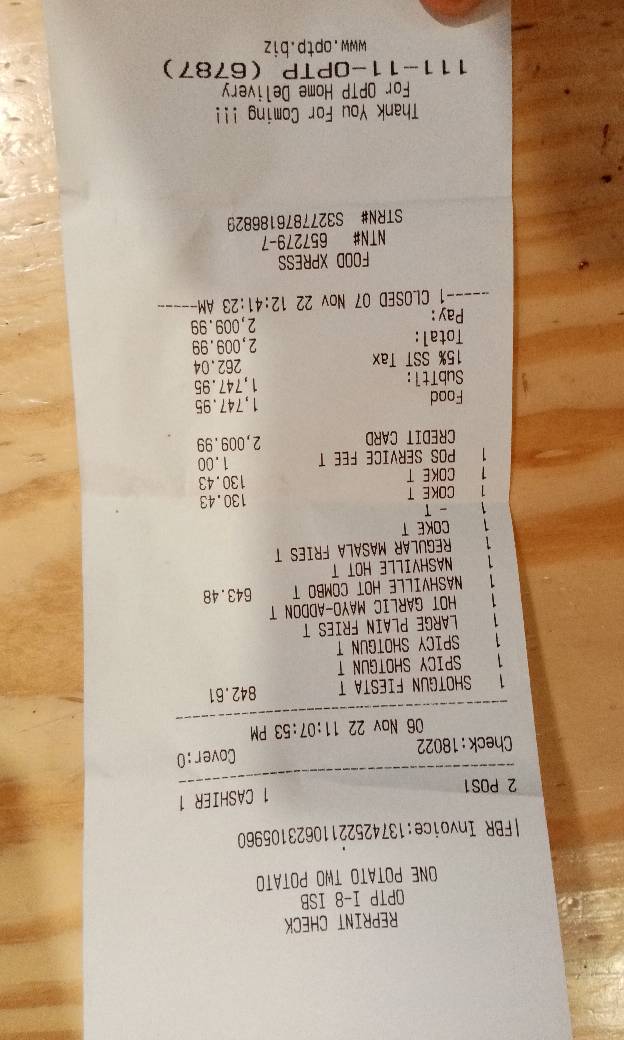 REPRINT CHECK
OPTP I-8 ISB
ONE POTATO TWO POTATO
|FBR Invoice:137425221106231059​60
2 POS1 1 CASHIER 1
Check:18022 Cover:0
06 Nov 22 11:07:53 PM
1 SHOTGUN FIESTA T 842.61
1 SPICY SHOTGUN T
1 SPICY SHOTGUN T
1 LARGE PLAIN FRIES T
1 HOT GARLIC MAYO-ADDON T
1 NASHVILLE HOT COMBO T 643.48
1 NASHVILLE HOT T
1 REGULAR MASALA FRIES T
1 COKE T
1 - T
1 COKE T 130.43
1 COKE T 130.43
1 POS SERVICE FEE T 1.00
CREDIT CARD 2,009.99
Food 1,747.95
SubTtl: 1,747.95
15% SST Tax 262.04
Total: 2,009.99
Pay: 2,009.99
-----1 CLOSED 07 Nov 22 12:41:23 AM-----
FOOD XPRESS
NTN# 657279-7
STRN# S3277876186829
Thank You For Coming !!!
For OPTP Home Delivery
111-11-OPTP (6787)
www.optp.biz